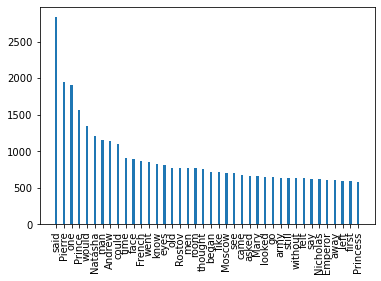 2500
2000
1500
1000
500
0
said
Pierre
one
Prince
would
Natasha
man
Andrew
could
time
face
French
went
know
eyes
old
Rostov
men
room
thought
began
like
Moscow
see
came
asked
Mary
looked
go
army
still
without
felt
say
Nicholas
Emperor
away
left
first
Princess